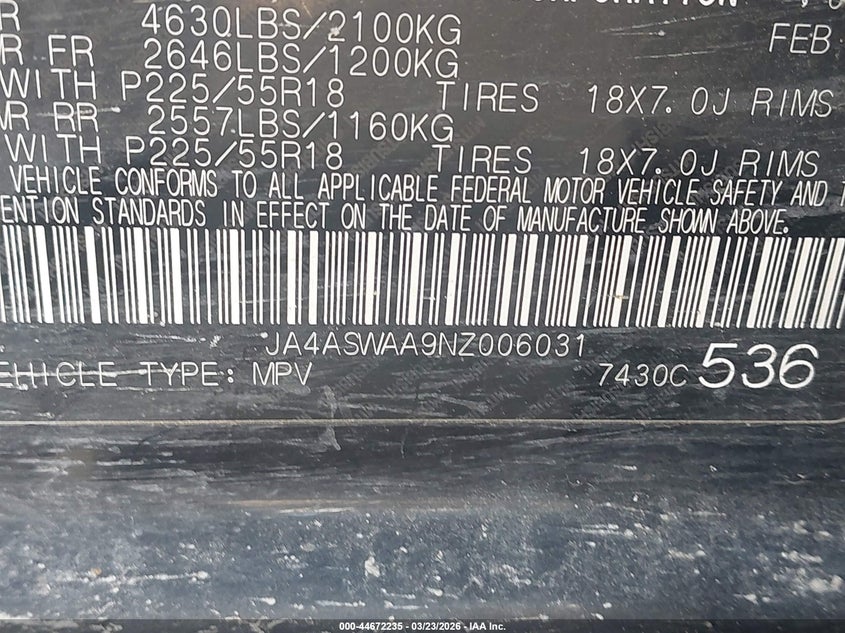 4630LBS/2100KG
FEB
FR 2646LBS/1200KG
WITH P225/55R18 TIRES 18X7.0J RIMS
RR 2557LBS/1160KG
WITH P225/55R18 TIRES 18X7.0J RIMS
VEHICLE CONFORMS TO ALL APPLICABLE FEDERAL MOTOR VEHICLE SAFETY AND
ENTION STANDARDS IN EFFECT ON THE DATE OF MANUFACTURE SHOWN ABOVE.
JA4ASWAA9NZ006031
EHICLE TYPE: MPV 7430C 536
000-44672235 - 03/23/2026 - IAA Inc.